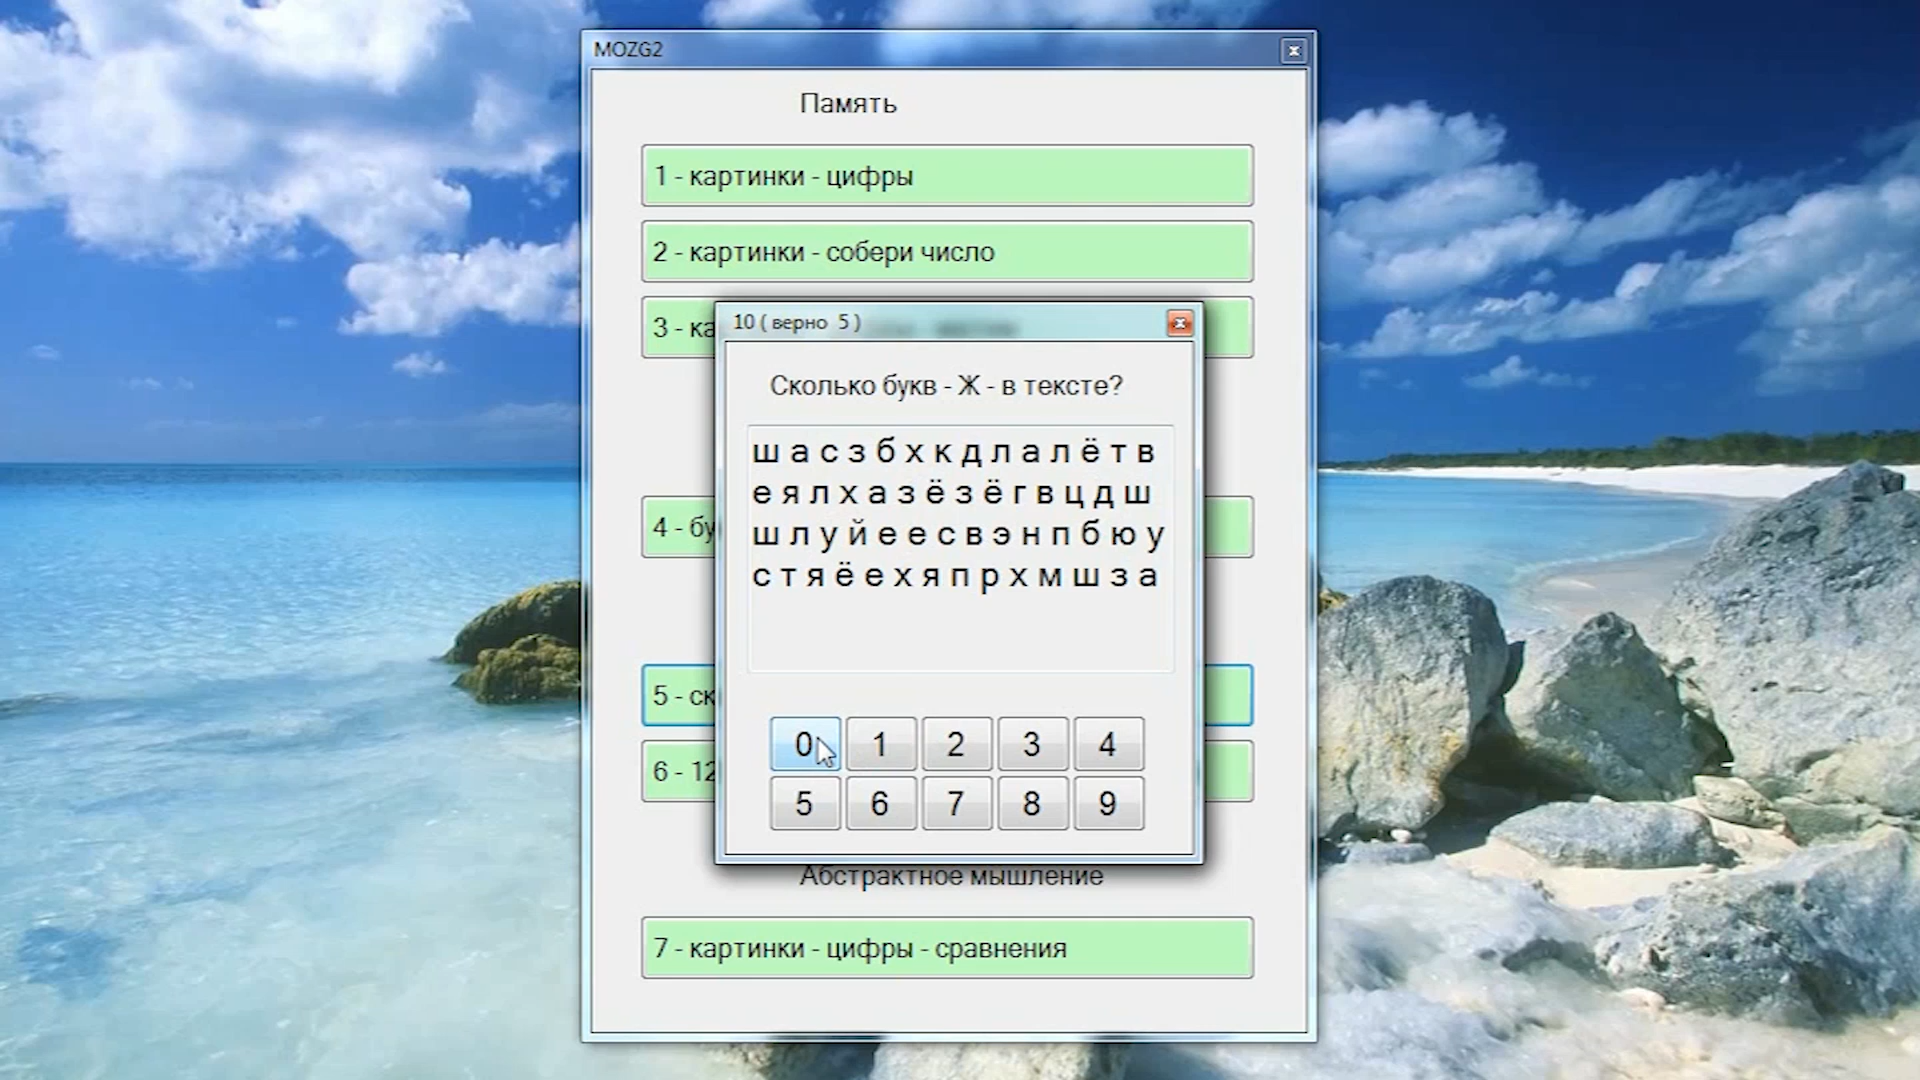 MOZG2
Память
1 - картинки - цифры
2 - картинки - собери число
3 - ка
10 ( верно 5 )
Сколько букв - Ж - в тексте?
ш а с з б х к д л а л ё т в
е я л х а з ё з ё г в ц д ш
ш л у й е е с в э н п б ю у
с т я ё е х я п р х м ш з а
4 - бу
5 - ск
6 - 12
0 1 2 3 4
5 6 7 8 9
Абстрактное мышление
7 - картинки - цифры - сравнения